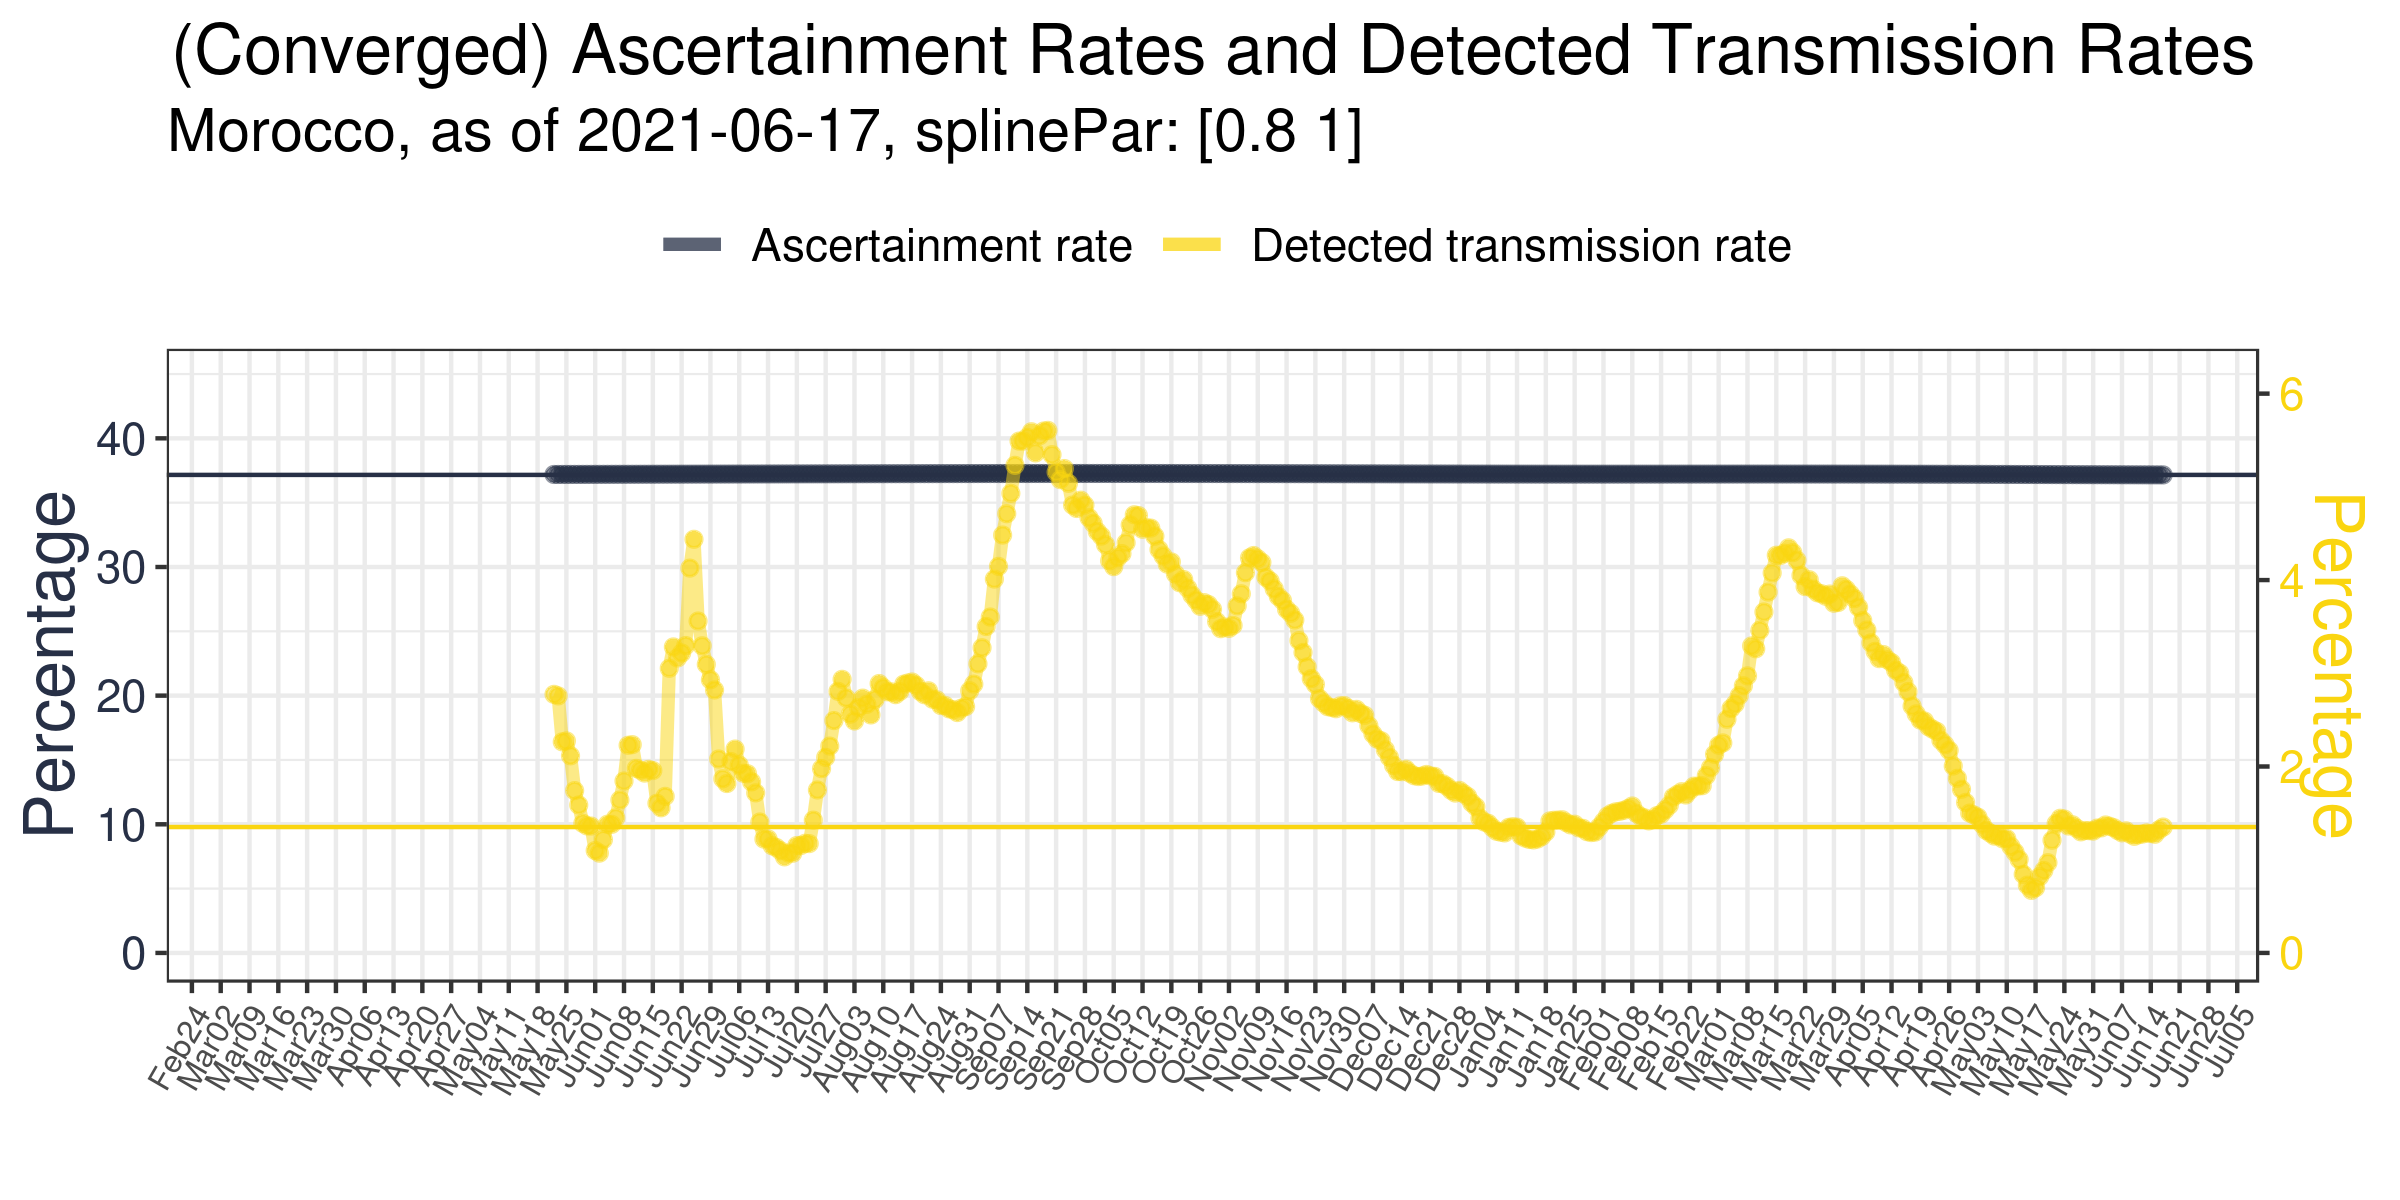 (Converged) Ascertainment Rates and Detected Transmission Rates
Morocco, as of 2021-06-17, splinePar: [0.8 1]
Ascertainment rate
Detected transmission rate
Percentage
40
30
20
10
0
6
4
2
0
Percentage
Feb24
Mar02
Mar09
Mar16
Mar23
Mar30
Apr06
Apr13
Apr20
Apr27
May04
May11
May18
May25
Jun01
Jun08
Jun15
Jun22
Jun29
Jul06
Jul13
Jul20
Jul27
Aug03
Aug10
Aug17
Aug24
Aug31
Sep07
Sep14
Sep21
Sep28
Oct05
Oct12
Oct19
Oct26
Nov02
Nov09
Nov16
Nov23
Nov30
Dec07
Dec14
Dec21
Dec28
Jan04
Jan11
Jan18
Jan25
Feb01
Feb08
Feb15
Feb22
Mar01
Mar08
Mar15
Mar22
Mar29
Apr05
Apr12
Apr19
Apr26
May03
May10
May17
May24
May31
Jun07
Jun14
Jun21
Jun28
Jul05